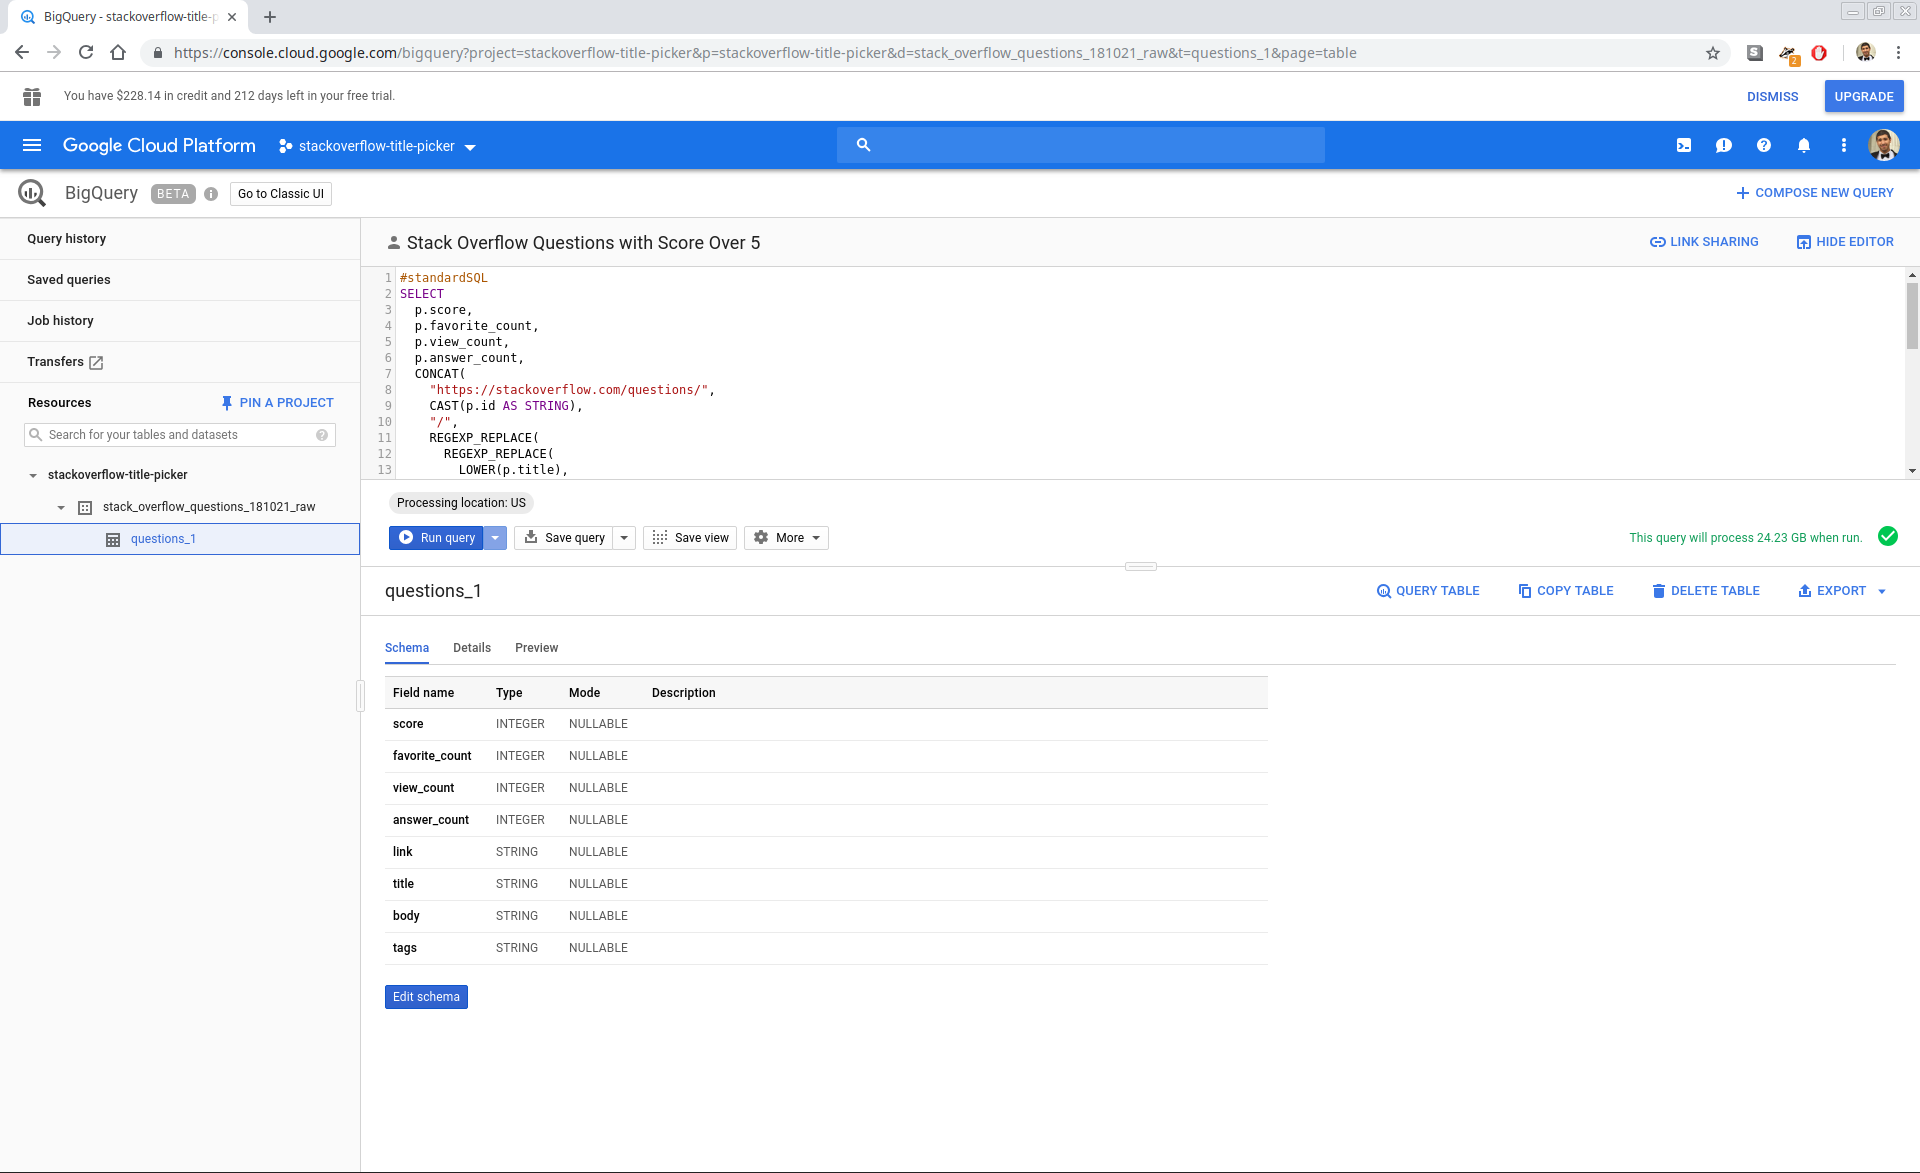 BigQuery - stackoverflow-title-p
https://console.cloud.google.com/bigquery?project=stackoverflow-title-picker&p=stackoverflow-title-picker&d=stack_overflow_questions_181021_raw&t=questions_1&page=table
S
2
You have $228.14 in credit and 212 days left in your free trial.
DISMISS
UPGRADE
Google Cloud Platform
stackoverflow-title-picker
BigQuery
BETA
Go to Classic UI
COMPOSE NEW QUERY
Query history
Saved queries
Job history
Transfers
Resources
PIN A PROJECT
Search for your tables and datasets
stackoverflow-title-picker
stack_overflow_questions_181021_raw
questions_1
Stack Overflow Questions with Score Over 5
LINK SHARING
HIDE EDITOR
1 #standardSQL
2 SELECT
3 p.score,
4 p.favorite_count,
5 p.view_count,
6 p.answer_count,
7 CONCAT(
8 "https://stackoverflow.com/questions/",
9 CAST(p.id AS STRING),
10 "/",
11 REGEXP_REPLACE(
12 REGEXP_REPLACE(
13 LOWER(p.title),
Processing location: US
Run query
Save query
Save view
More
This query will process 24.23 GB when run.
questions_1
QUERY TABLE
COPY TABLE
DELETE TABLE
EXPORT
Schema Details Preview
Field name Type Mode Description
score INTEGER NULLABLE
favorite_count INTEGER NULLABLE
view_count INTEGER NULLABLE
answer_count INTEGER NULLABLE
link STRING NULLABLE
title STRING NULLABLE
body STRING NULLABLE
tags STRING NULLABLE
Edit schema